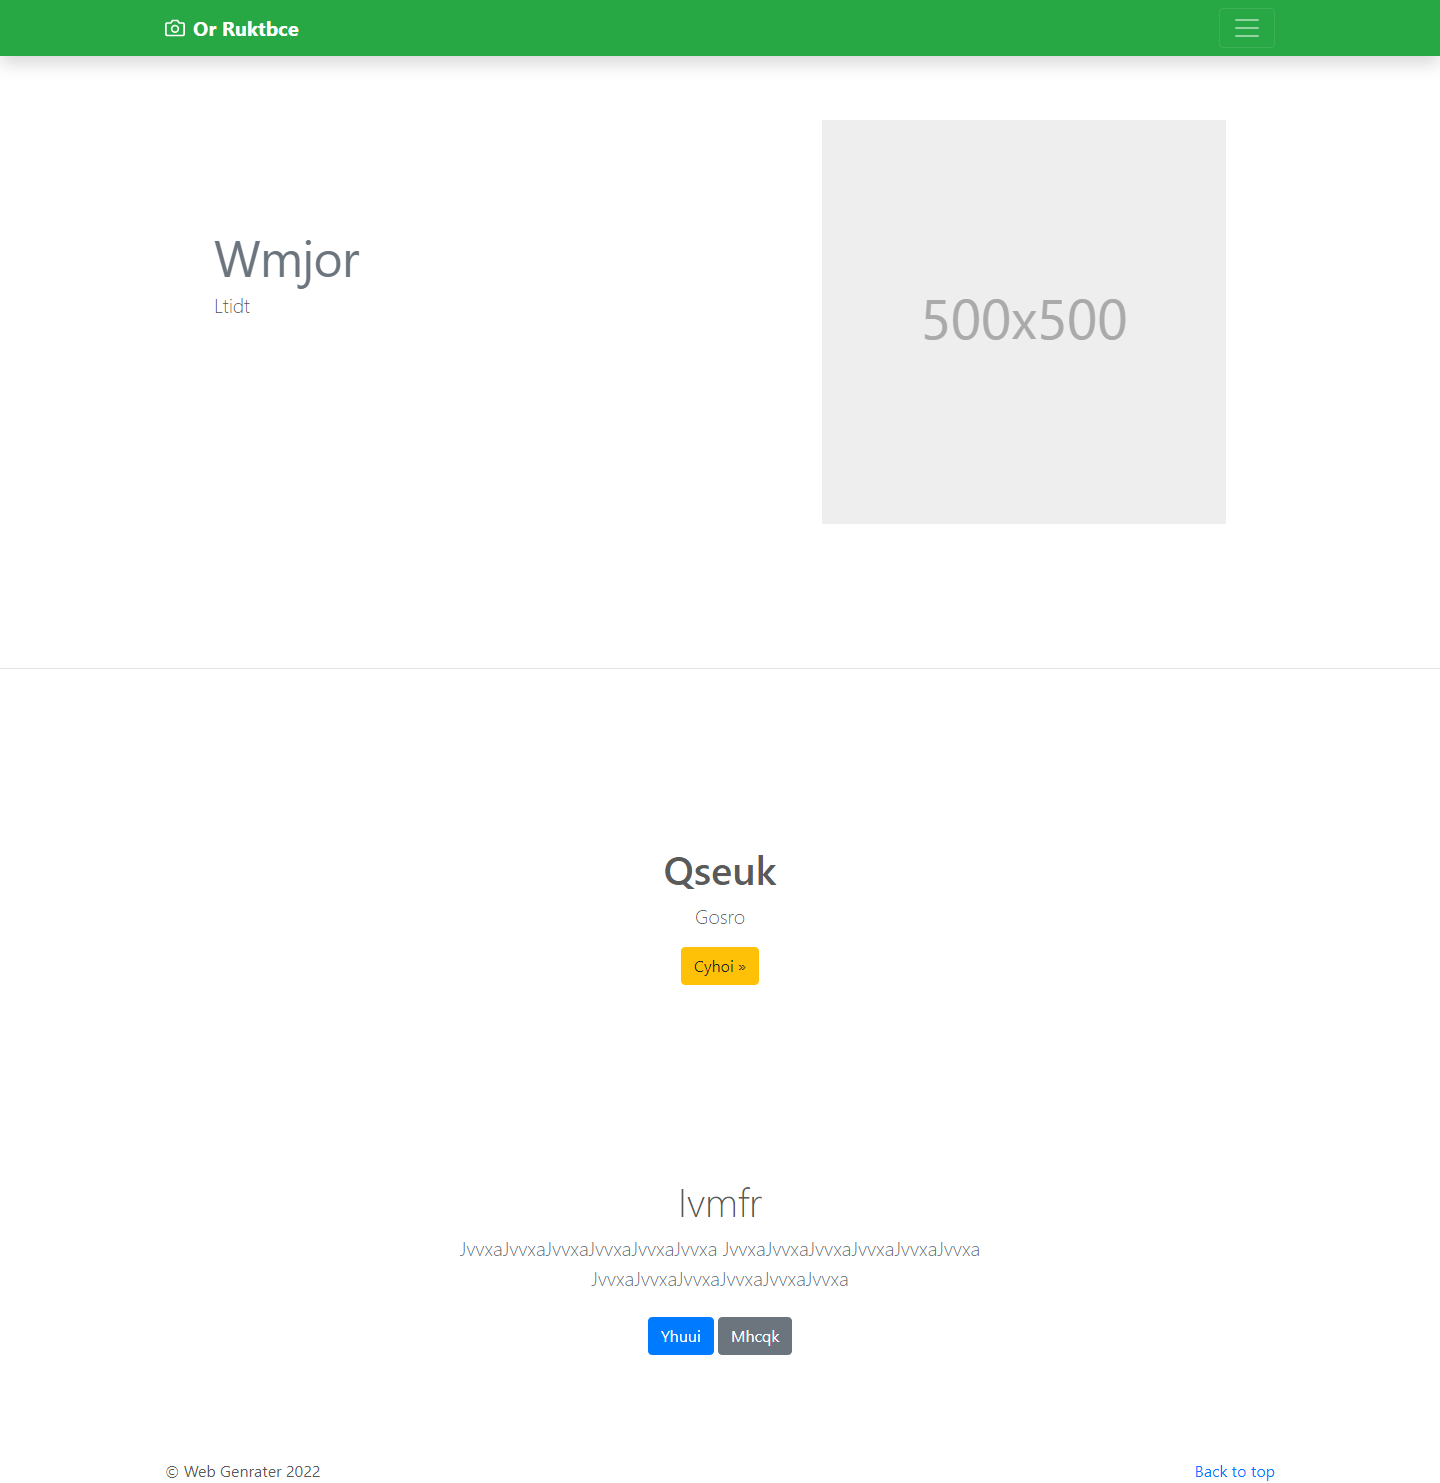 Or Ruktbce
Wmjor
Ltidt
500x500
Qseuk
Gosro
Cyhoi »
Ivmfr
JvvxaJvvxaJvvxaJvvxaJvvxaJvvxa JvvxaJvvxaJvvxaJvvxaJvvxaJvvxa
JvvxaJvvxaJvvxaJvvxaJvvxaJvvxa
Yhuui Mhcqk
© Web Genrater 2022 Back to top